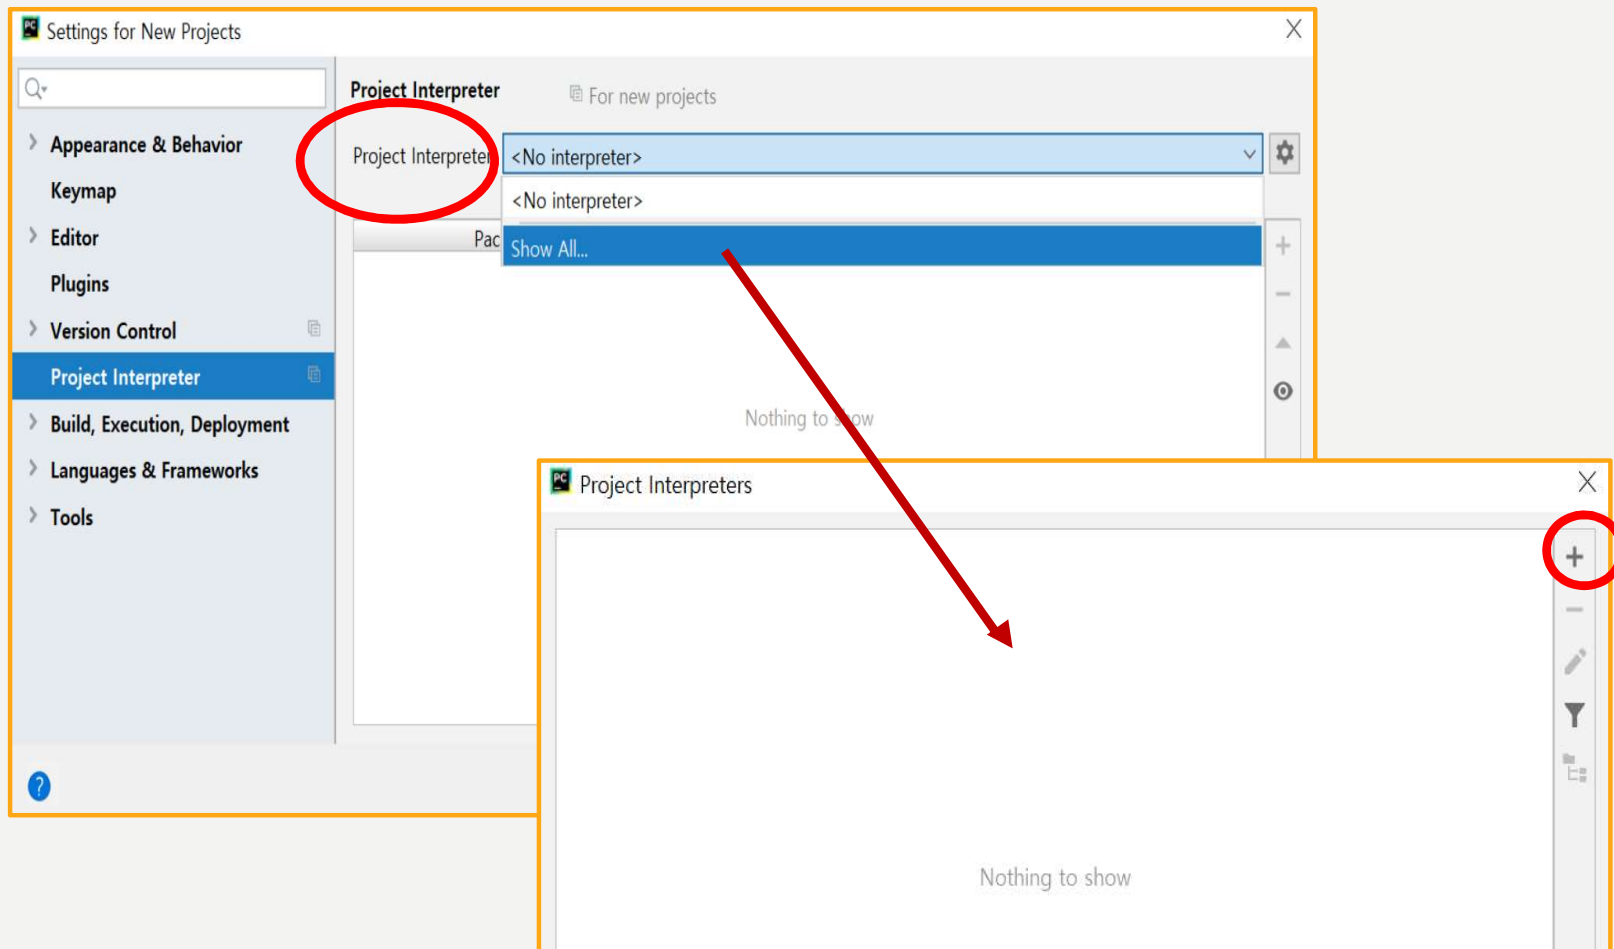 Settings for New Projects
Project Interpreter
For new projects
Appearance & Behavior
Keymap
Editor
Plugins
Version Control
Project Interpreter
Build, Execution, Deployment
Languages & Frameworks
Tools
Project Interpreter
<No interpreter>
<No interpreter>
Pac
Show All...
Nothing to show
Project Interpreters
Nothing to show